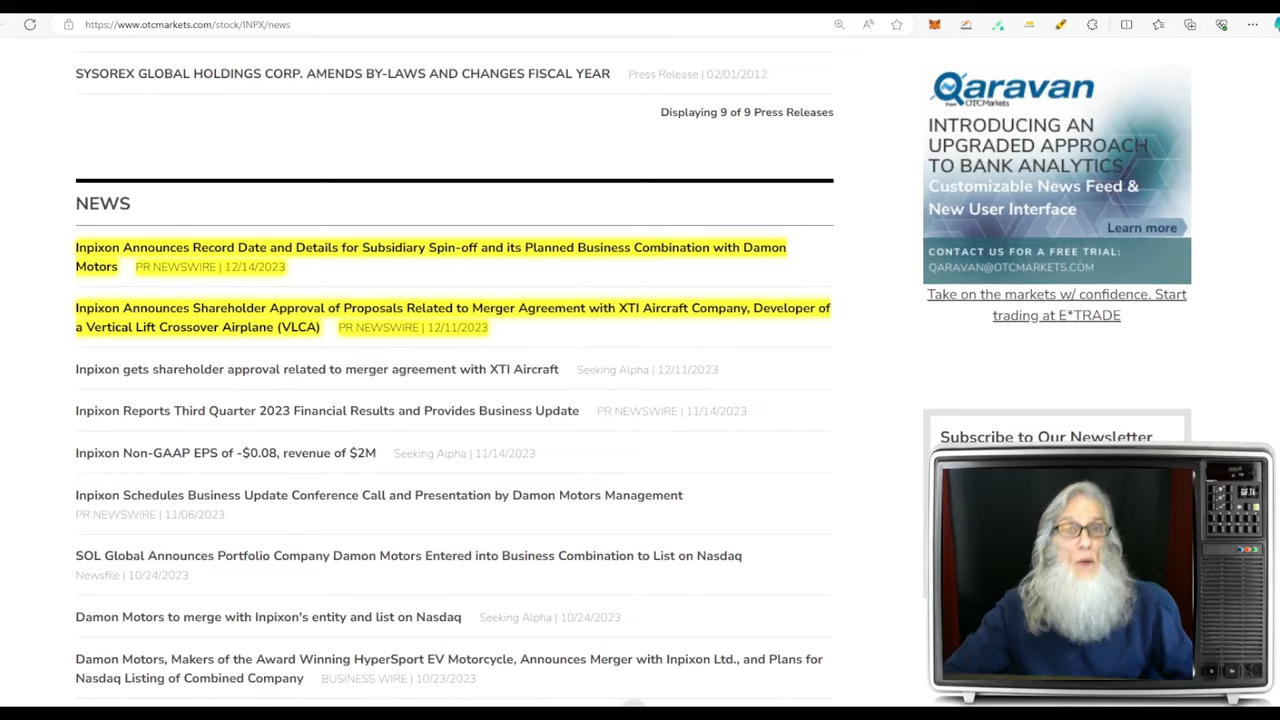 https://www.otcmarkets.com/stock/INPX/news
SYSOREX GLOBAL HOLDINGS CORP. AMENDS BY-LAWS AND CHANGES FISCAL YEAR Press Release | 02/01/2012
Displaying 9 of 9 Press Releases
NEWS
Inpixon Announces Record Date and Details for Subsidiary Spin-off and its Planned Business Combination with Damon
Motors PR NEWSWIRE | 12/14/2023
Inpixon Announces Shareholder Approval of Proposals Related to Merger Agreement with XTI Aircraft Company, Developer of
a Vertical Lift Crossover Airplane (VLCA) PR NEWSWIRE | 12/11/2023
Inpixon gets shareholder approval related to merger agreement with XTI Aircraft Seeking Alpha | 12/11/2023
Inpixon Reports Third Quarter 2023 Financial Results and Provides Business Update PR NEWSWIRE | 11/14/2023
Inpixon Non-GAAP EPS of -$0.08, revenue of $2M Seeking Alpha | 11/14/2023
Inpixon Schedules Business Update Conference Call and Presentation by Damon Motors Management
PR NEWSWIRE | 11/06/2023
SOL Global Announces Portfolio Company Damon Motors Entered into Business Combination to List on Nasdaq
Newsfile | 10/24/2023
Damon Motors to merge with Inpixon's entity and list on Nasdaq Seeking Alpha | 10/24/2023
Damon Motors, Makers of the Award Winning HyperSport EV Motorcycle, announces Merger with Inpixon Ltd., and Plans for
Nasdaq Listing of Combined Company BUSINESS WIRE | 10/23/2023
Qaravan
From OTCMarkets
INTRODUCING AN
UPGRADED APPROACH
TO BANK ANALYTICS
Customizable News Feed &
New User Interface
Learn more
CONTACT US FOR A FREE TRIAL:
QARAVAN@OTCMARKETS.COM
Take on the markets w/ confidence. Start
trading at E*TRADE
Subscribe to Our Newsletter